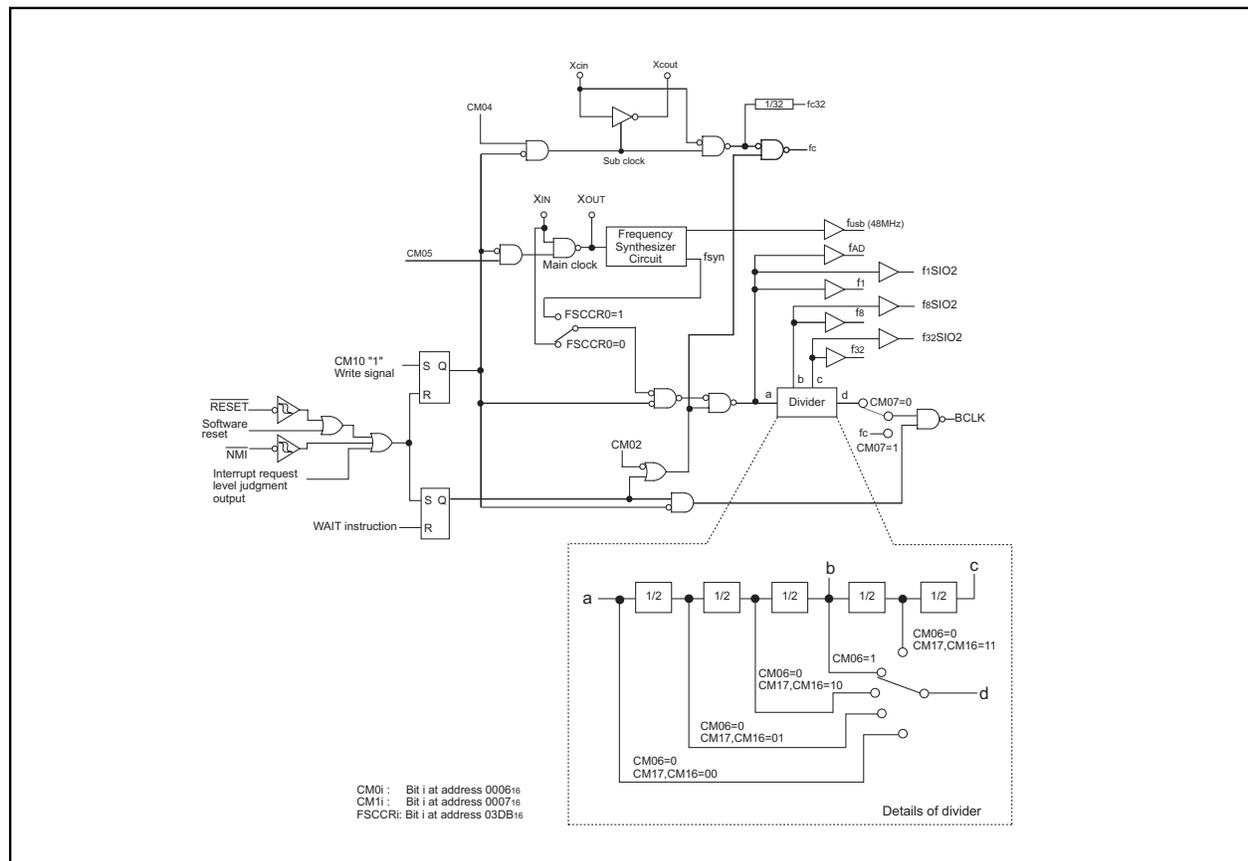 Xcin
Xcout
CM04
1/32
fc32
Sub clock
fc
XIN
XOUT
fusb (48MHz)
Frequency
Synthesizer
Circuit
fAD
CM05
Main clock
fsyn
f1SIO2
f1
FSCCR0=1
f8SIO2
f8
FSCCR0=0
f32SIO2
f32
CM10 "1"
Write signal
S Q
R
RESET
Software
reset
NMI
Interrupt request
level judgment
output
a
b
c
d
Divider
CM07=0
BCLK
fc
CM07=1
CM02
S Q
R
WAIT instruction
b
c
a
1/2
1/2
1/2
1/2
1/2
CM06=0
CM17,CM16=11
CM06=1
CM06=0
CM17,CM16=10
d
CM06=0
CM17,CM16=01
CM06=0
CM17,CM16=00
CM0i : Bit i at address 000616
CM1i : Bit i at address 000716
FSCCRi: Bit i at address 03DB16
Details of divider